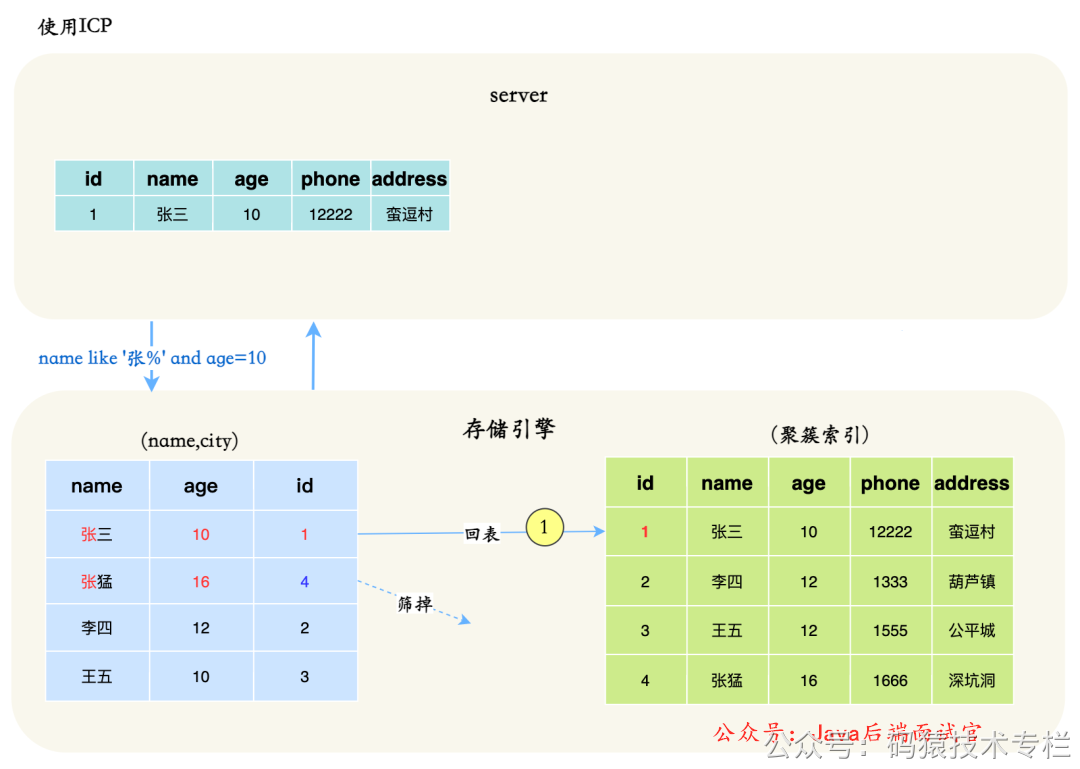 使用ICP
server
id name age phone address
1 张三 10 12222 蛮逗村
name like '张%' and age=10
存储引擎
(name,city)
(聚簇索引)
name age id
张三 10 1
张猛 16 4
李四 12 2
王五 10 3
回表 1
筛掉
id name age phone address
1 张三 10 12222 蛮逗村
2 李四 12 1333 葫芦镇
3 王五 12 1555 公平城
4 张猛 16 1666 深坑洞
公众号：Java后端面试官
公众号：码猿技术专栏